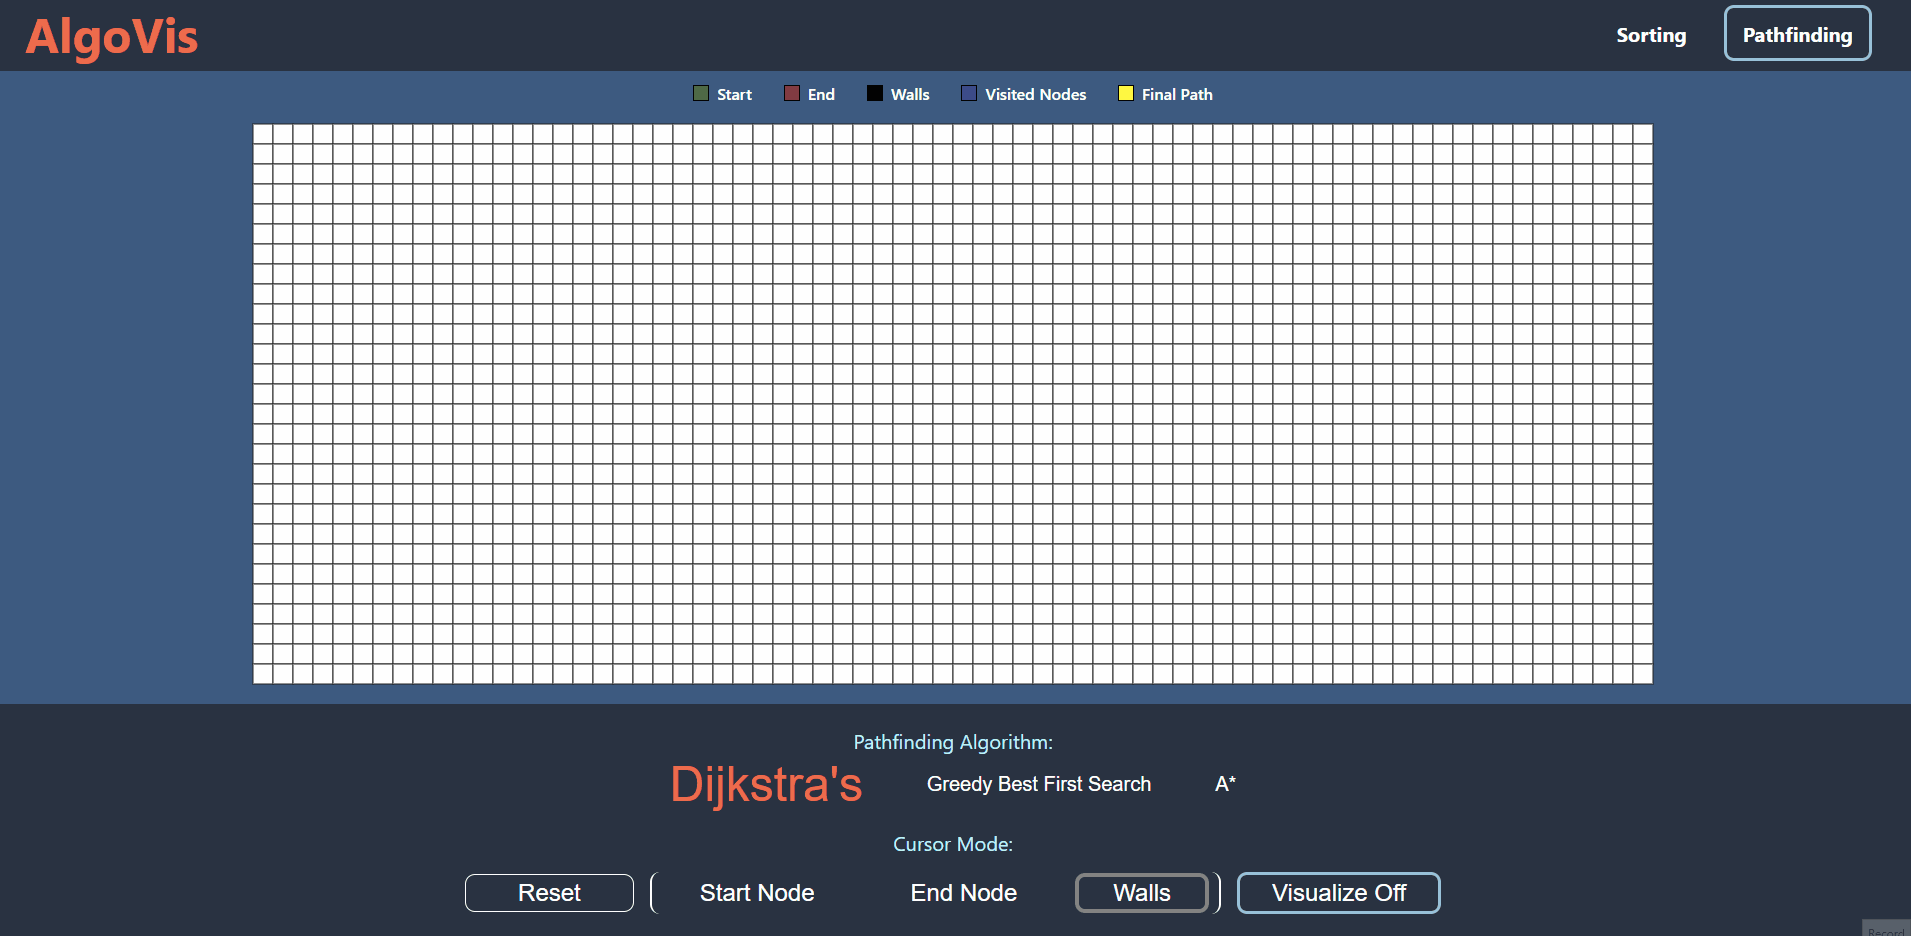 AlgoVis
Sorting Pathfinding
Start End Walls Visited Nodes Final Path
Pathfinding Algorithm:
Dijkstra's Greedy Best First Search A*
Cursor Mode:
Reset Start Node End Node Walls Visualize Off
Record